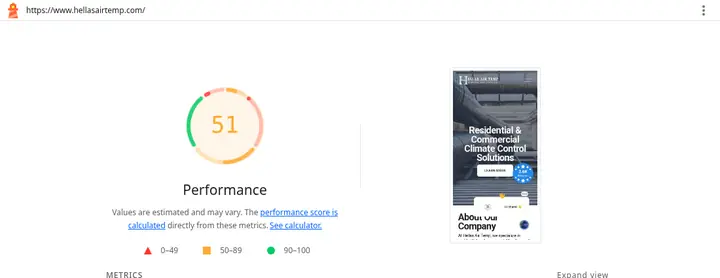 https://www.hellasairtemp.com/
51
Performance
Values are estimated and may vary. The performance score is
calculated directly from these metrics. See calculator.
0–49
50–89
90–100
Residential &
Commercial
Climate Control
Solutions
LEARN MORE
About Our
Company
METRICS
Expand view